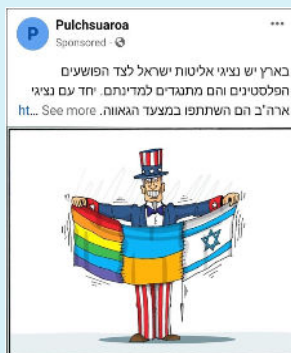 P
Pulchsuaroa
Sponsored ·
בארץ יש נציגי אליטות ישראל לצד הפושעים
הפלסטינים והם מתנגדים למדינתם. יחד עם נציגי
ארה"ב הם השתתפו במצעד הגאווה. ht... See more